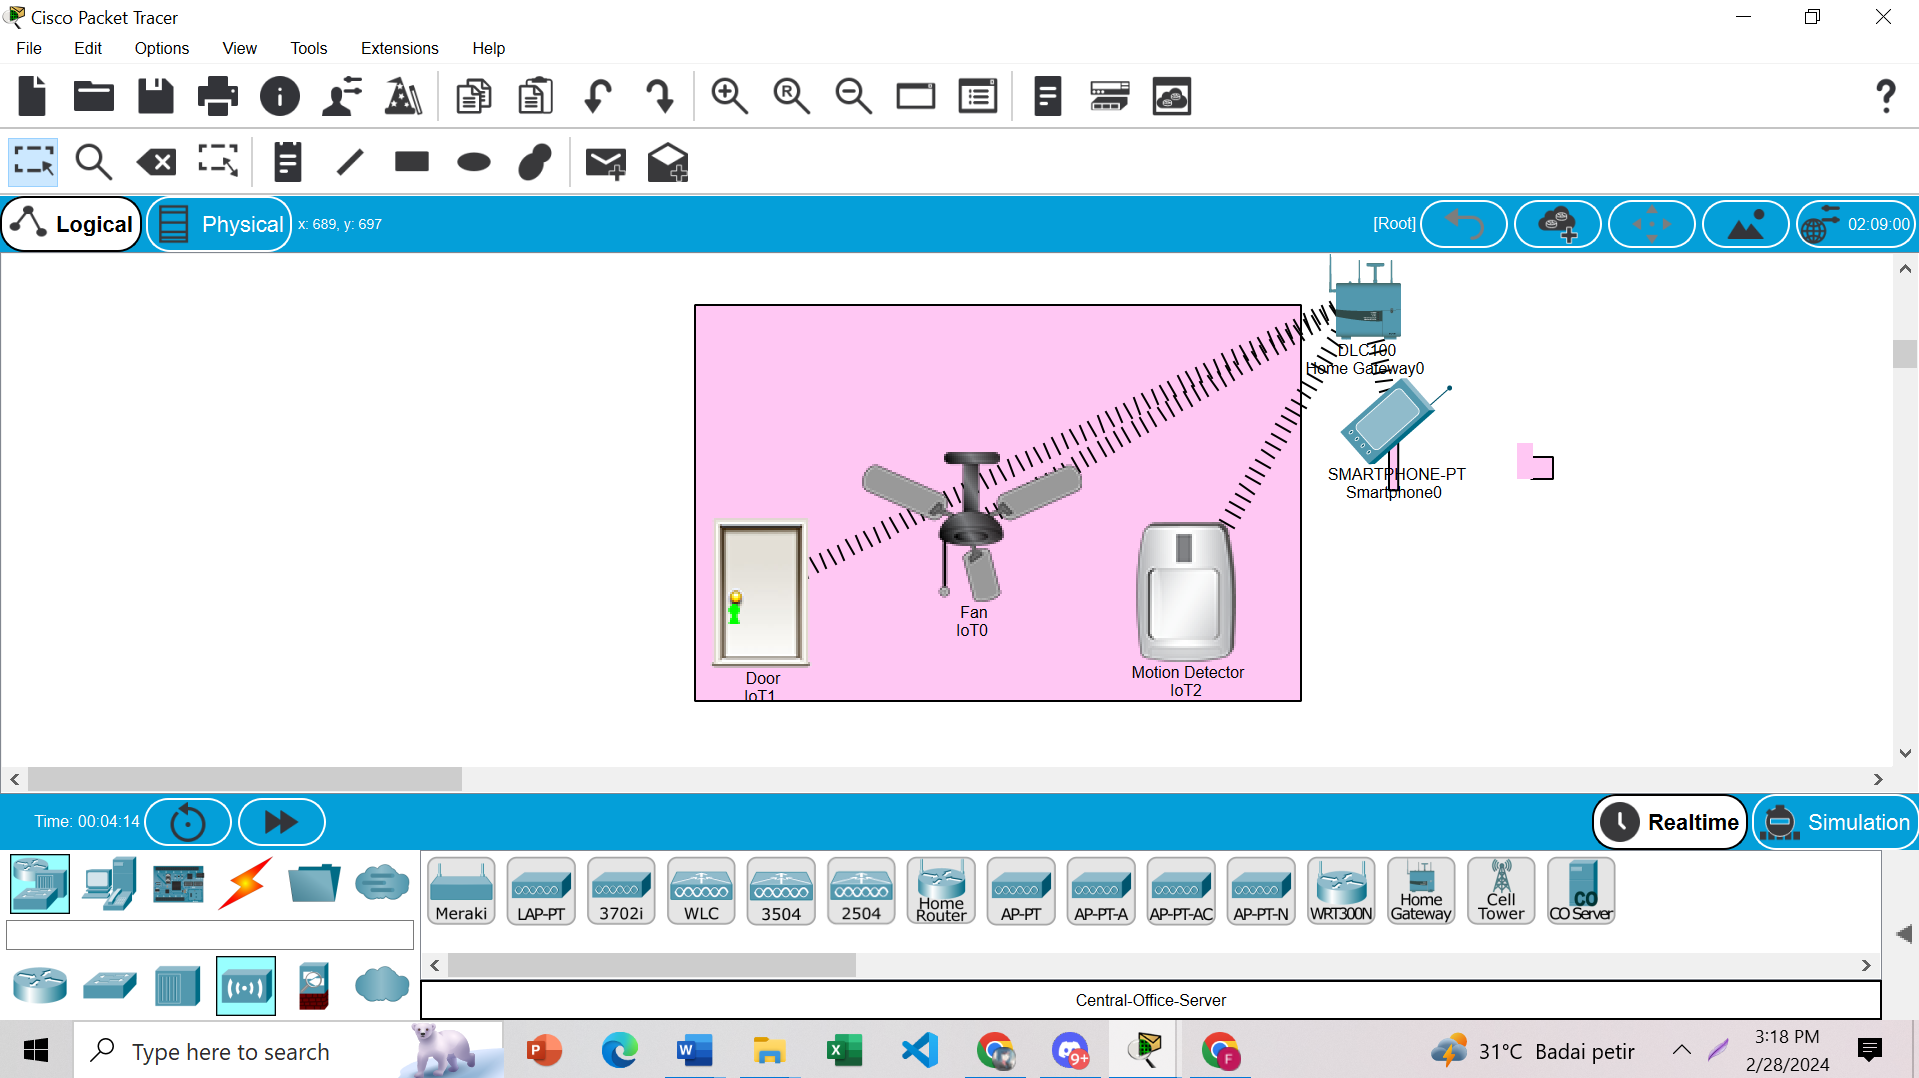 Cisco Packet Tracer
File Edit Options View Tools Extensions Help
R
?
Logical Physical x: 689, y: 697 [Root] 02:09:00
DLC100
Home Gateway0
SMARTPHONE-PT
Smartphone0
Fan
IoT0
Door
IoT1
Motion Detector
IoT2
Time: 00:04:14 Realtime Simulation
Meraki LAP-PT 3702i WLC 3504 2504 Home Router AP-PT AP-PT-A AP-PT-AC AP-PT-N WRT300N Home Gateway Cell Tower CO CO Server
Central-Office-Server
Type here to search
P W X 9+ F
31°C Badai petir
3:18 PM
2/28/2024